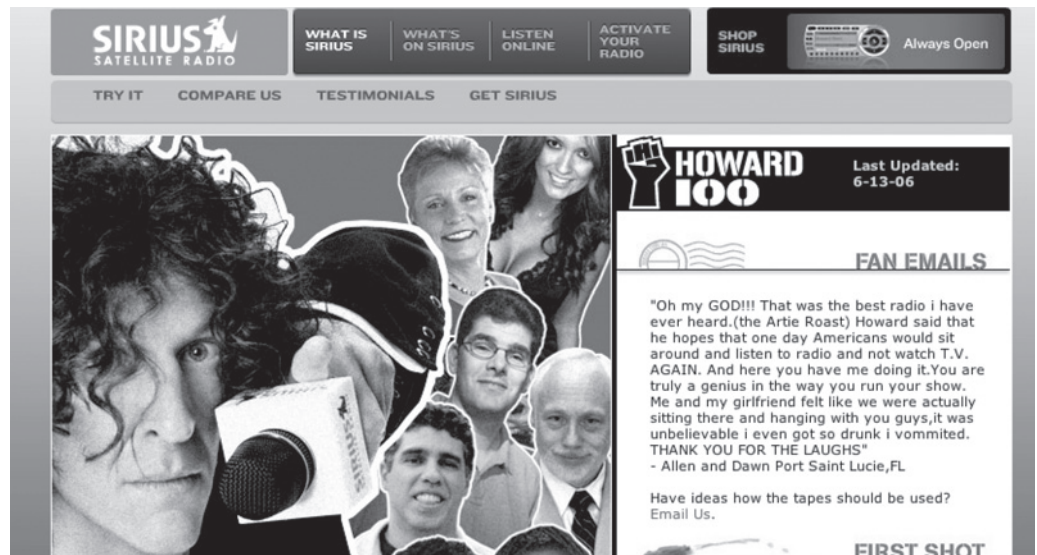 SIRIUS
SATELLITE RADIO
WHAT IS
SIRIUS
WHAT'S
ON SIRIUS
LISTEN
ONLINE
ACTIVATE
YOUR
RADIO
SHOP
SIRIUS
Always Open
TRY IT COMPARE US TESTIMONIALS GET SIRIUS
SIRIUS
HOWARD
100
Last Updated:
6-13-06
FAN EMAILS
"Oh my GOD!!! That was the best radio i have
ever heard.(the Artie Roast) Howard said that
he hopes that one day Americans would sit
around and listen to radio and not watch T.V.
AGAIN. And here you have me doing it.You are
truly a genius in the way you run your show.
Me and my girlfriend felt like we were actually
sitting there and hanging with you guys,it was
unbelievable i even got so drunk i vommited.
THANK YOU FOR THE LAUGHS"
- Allen and Dawn Port Saint Lucie,FL
Have ideas how the tapes should be used?
Email Us.
FIRST SHOT